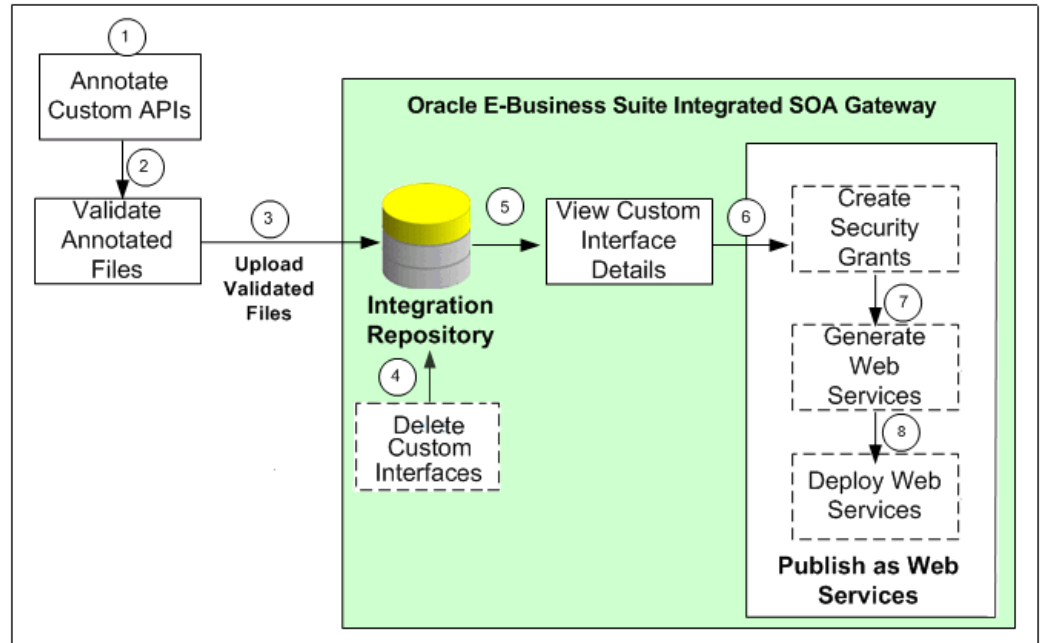 1
Annotate
Custom APIs
2
Validate
Annotated
Files
3
Upload
Validated
Files
Oracle E-Business Suite Integrated SOA Gateway
Integration
Repository
4
Delete
Custom
Interfaces
5
View Custom
Interface
Details
6
Create
Security
Grants
7
Generate
Web
Services
8
Deploy Web
Services
Publish as Web
Services